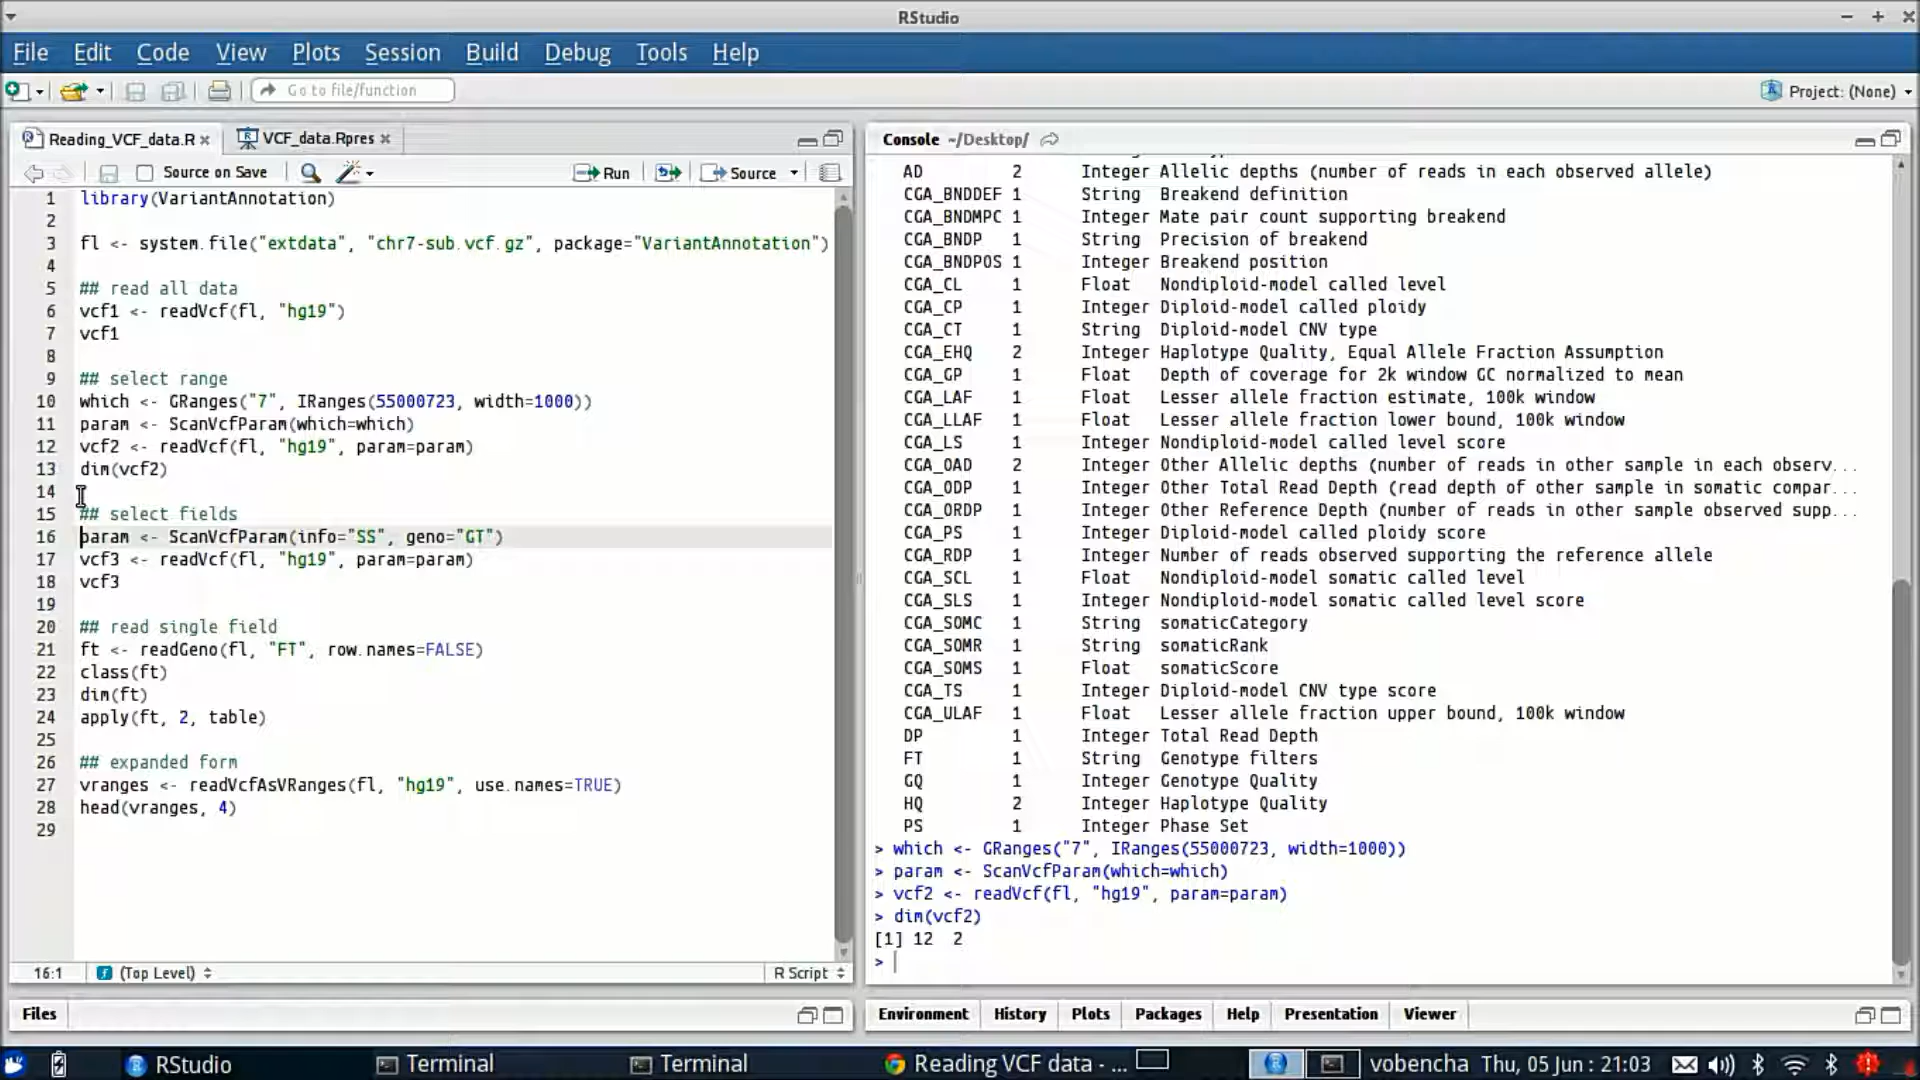 RStudio
File Edit Code View Plots Session Build Debug Tools Help
Go to file/function
Project: (None)
Reading_VCF_data.R
VCF_data.Rpres
Source on Save
Run
Source
1 library(VariantAnnotation)
2
3 fl <- system.file("extdata", "chr7-sub.vcf.gz", package="VariantAnnotation")
4
5 ## read all data
6 vcf1 <- readVcf(fl, "hg19")
7 vcf1
8
9 ## select range
10 which <- GRanges("7", IRanges(55000723, width=1000))
11 param <- ScanVcfParam(which=which)
12 vcf2 <- readVcf(fl, "hg19", param=param)
13 dim(vcf2)
14
15 ## select fields
16 param <- ScanVcfParam(info="SS", geno="GT")
17 vcf3 <- readVcf(fl, "hg19", param=param)
18 vcf3
19
20 ## read single field
21 ft <- readGeno(fl, "FT", row.names=FALSE)
22 class(ft)
23 dim(ft)
24 apply(ft, 2, table)
25
26 ## expanded form
27 vranges <- readVcfAsVRanges(fl, "hg19", use.names=TRUE)
28 head(vranges, 4)
29
16:1 (Top Level) R Script
Files
Console ~/Desktop/
AD 2 Integer Allelic depths (number of reads in each observed allele)
CGA_BNDDEF 1 String Breakend definition
CGA_BNDMPC 1 Integer Mate pair count supporting breakend
CGA_BNDP 1 String Precision of breakend
CGA_BNDPOS 1 Integer Breakend position
CGA_CL 1 Float Nondiploid-model called level
CGA_CP 1 Integer Diploid-model called ploidy
CGA_CT 1 String Diploid-model CNV type
CGA_EHQ 2 Integer Haplotype Quality, Equal Allele Fraction Assumption
CGA_GP 1 Float Depth of coverage for 2k window GC normalized to mean
CGA_LAF 1 Float Lesser allele fraction estimate, 100k window
CGA_LLAF 1 Float Lesser allele fraction lower bound, 100k window
CGA_LS 1 Integer Nondiploid-model called level score
CGA_OAD 2 Integer Other Allelic depths (number of reads in other sample in each observ...
CGA_ODP 1 Integer Other Total Read Depth (read depth of other sample in somatic compar...
CGA_ORDP 1 Integer Other Reference Depth (number of reads in other sample observed supp...
CGA_PS 1 Integer Diploid-model called ploidy score
CGA_RDP 1 Integer Number of reads observed supporting the reference allele
CGA_SCL 1 Float Nondiploid-model somatic called level
CGA_SLS 1 Integer Nondiploid-model somatic called level score
CGA_SOMC 1 String somaticCategory
CGA_SOMR 1 String somaticRank
CGA_SOMS 1 Float somaticScore
CGA_TS 1 Integer Diploid-model CNV type score
CGA_ULAF 1 Float Lesser allele fraction upper bound, 100k window
DP 1 Integer Total Read Depth
FT 1 String Genotype filters
GQ 1 Integer Genotype Quality
HQ 2 Integer Haplotype Quality
PS 1 Integer Phase Set
> which <- GRanges("7", IRanges(55000723, width=1000))
> param <- ScanVcfParam(which=which)
> vcf2 <- readVcf(fl, "hg19", param=param)
> dim(vcf2)
[1] 12 2
>
Environment History Plots Packages Help Presentation Viewer
RStudio Terminal Terminal Reading VCF data - ... vobencha Thu, 05 Jun : 21:03